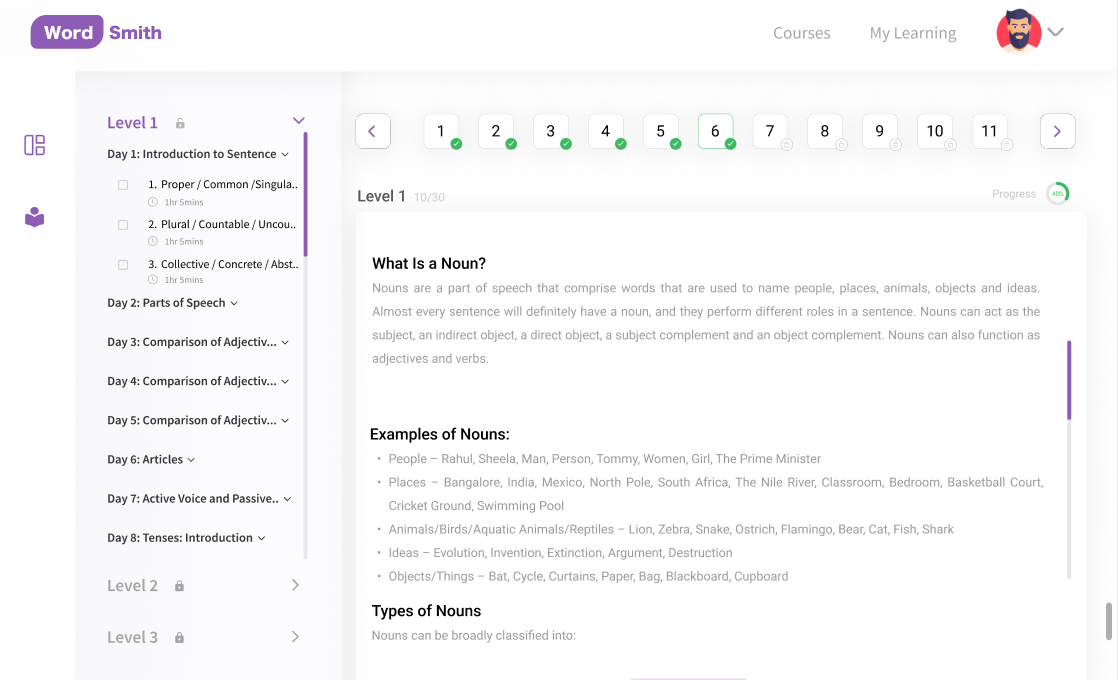 Word Smith
Courses
My Learning
Level 1
Day 1: Introduction to Sentence
1. Proper / Common /Singula..
1hr 5mins
2. Plural / Countable / Uncou..
1hr 5mins
3. Collective / Concrete / Abst..
1hr 5mins
Day 2: Parts of Speech
Day 3: Comparison of Adjectiv...
Day 4: Comparison of Adjectiv...
Day 5: Comparison of Adjectiv...
Day 6: Articles
Day 7: Active Voice and Passive..
Day 8: Tenses: Introduction
Level 2
Level 3
1 2 3 4 5 6 7 8 9 10 11
Level 1 10/30
Progress 40%
What Is a Noun?
Nouns are a part of speech that comprise words that are used to name people, places, animals, objects and ideas.
Almost every sentence will definitely have a noun, and they perform different roles in a sentence. Nouns can act as the
subject, an indirect object, a direct object, a subject complement and an object complement. Nouns can also function as
adjectives and verbs.
Examples of Nouns:
• People – Rahul, Sheela, Man, Person, Tommy, Women, Girl, The Prime Minister
• Places – Bangalore, India, Mexico, North Pole, South Africa, The Nile River, Classroom, Bedroom, Basketball Court,
Cricket Ground, Swimming Pool
• Animals/Birds/Aquatic Animals/Reptiles – Lion, Zebra, Snake, Ostrich, Flamingo, Bear, Cat, Fish, Shark
• Ideas – Evolution, Invention, Extinction, Argument, Destruction
• Objects/Things – Bat, Cycle, Curtains, Paper, Bag, Blackboard, Cupboard
Types of Nouns
Nouns can be broadly classified into: